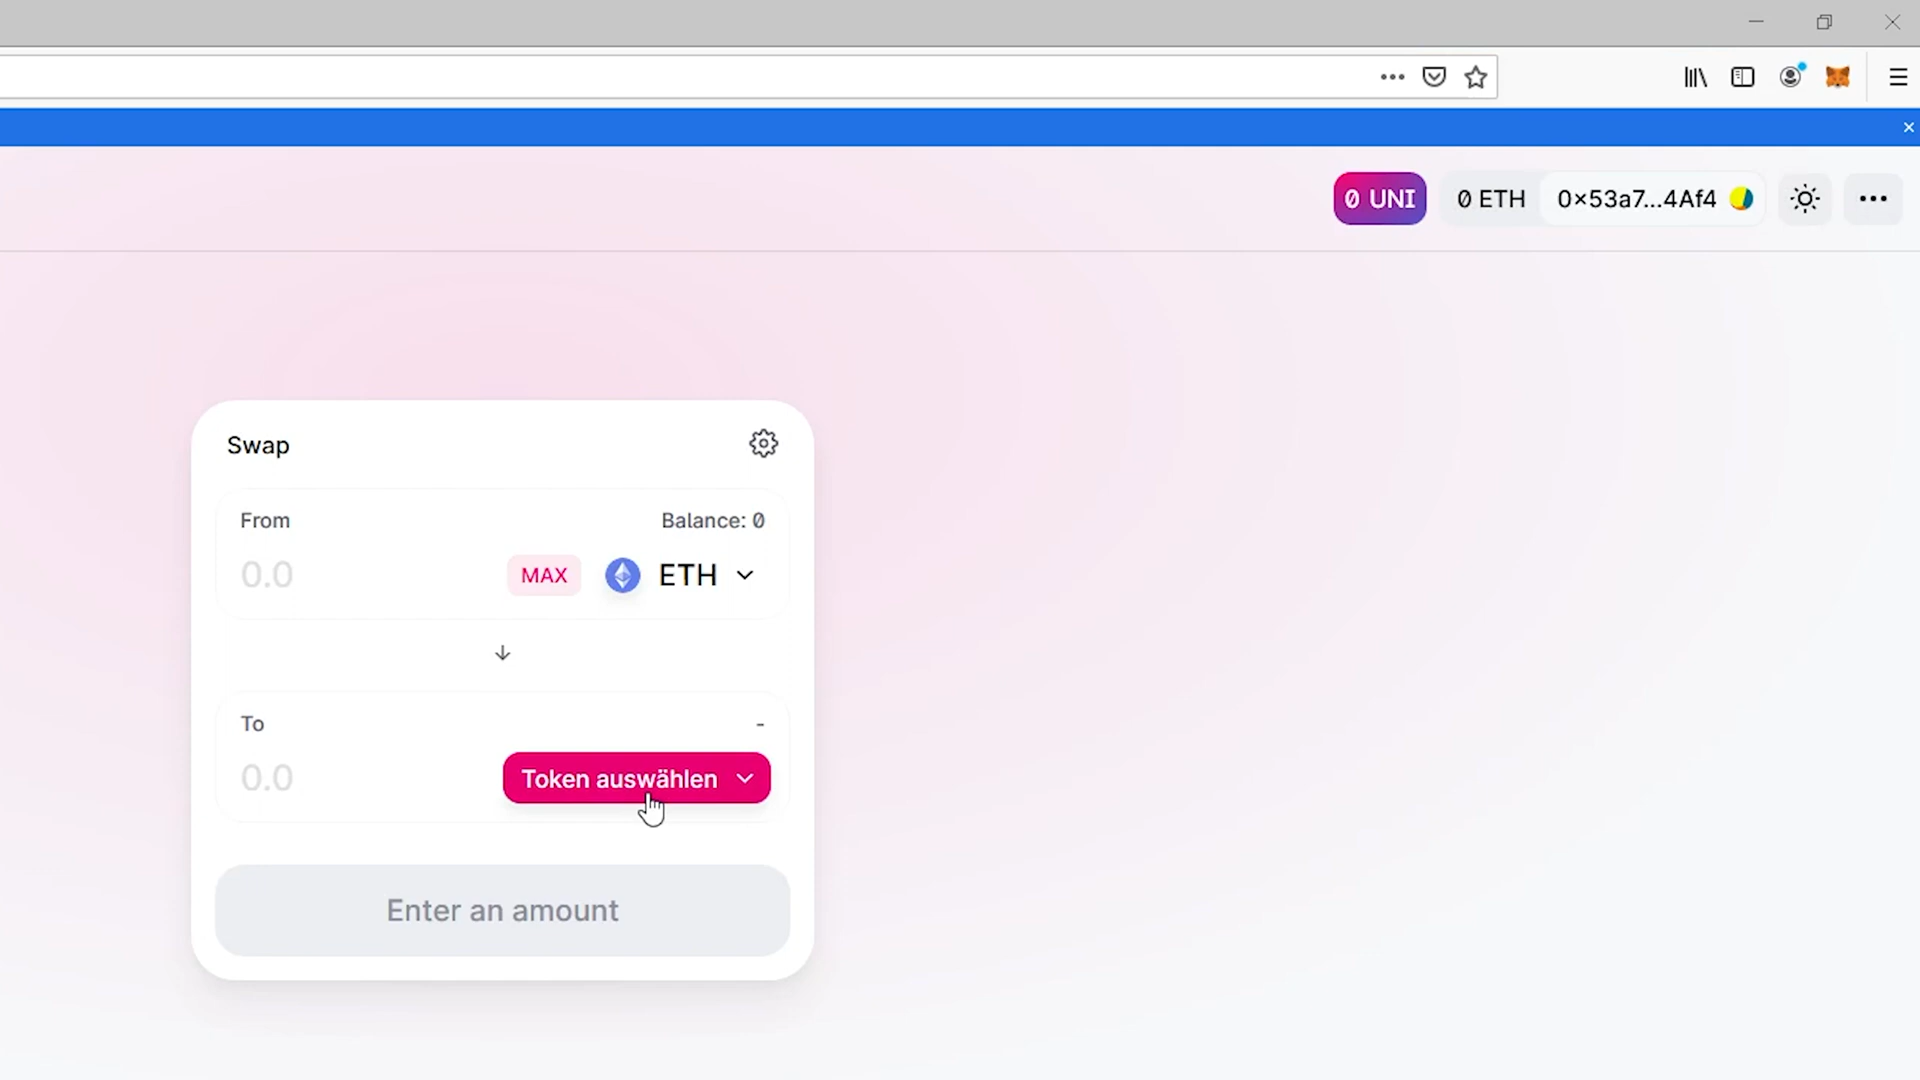 0 UNI
0 ETH
0x53a7...4Af4
Swap
From
Balance: 0
0.0
MAX
ETH
To
-
0.0
Token auswählen
Enter an amount